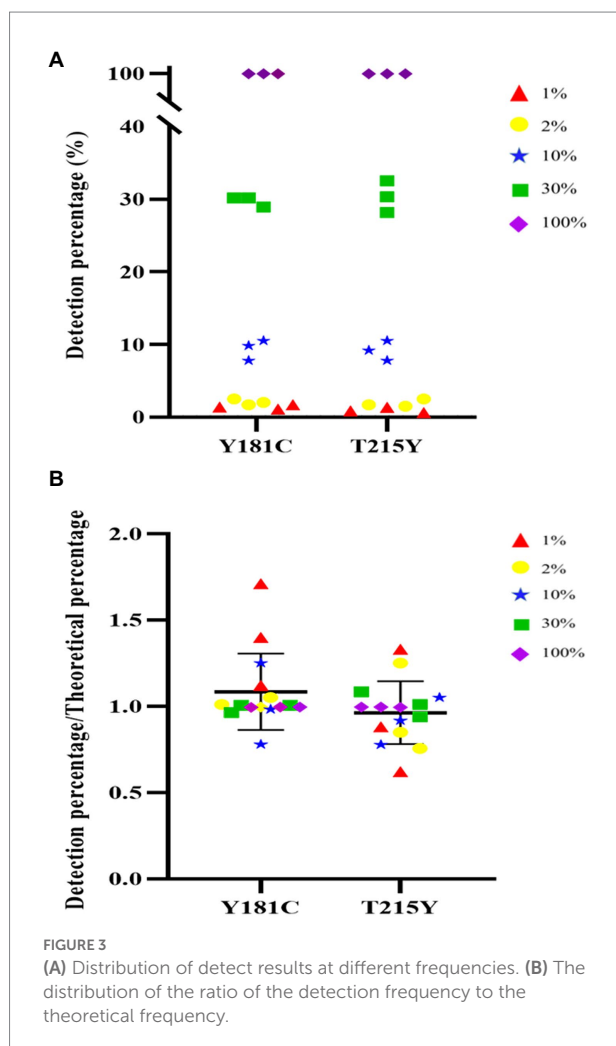 A
Detection percentage (%)
100
40
30
20
10
0
Y181C T215Y
1%
2%
10%
30%
100%
B
Detection percentage/Theoretical percentage
2.0
1.5
1.0
0.5
0.0
Y181C T215Y
1%
2%
10%
30%
100%
FIGURE 3
(A) Distribution of detect results at different frequencies. (B) The
distribution of the ratio of the detection frequency to the
theoretical frequency.